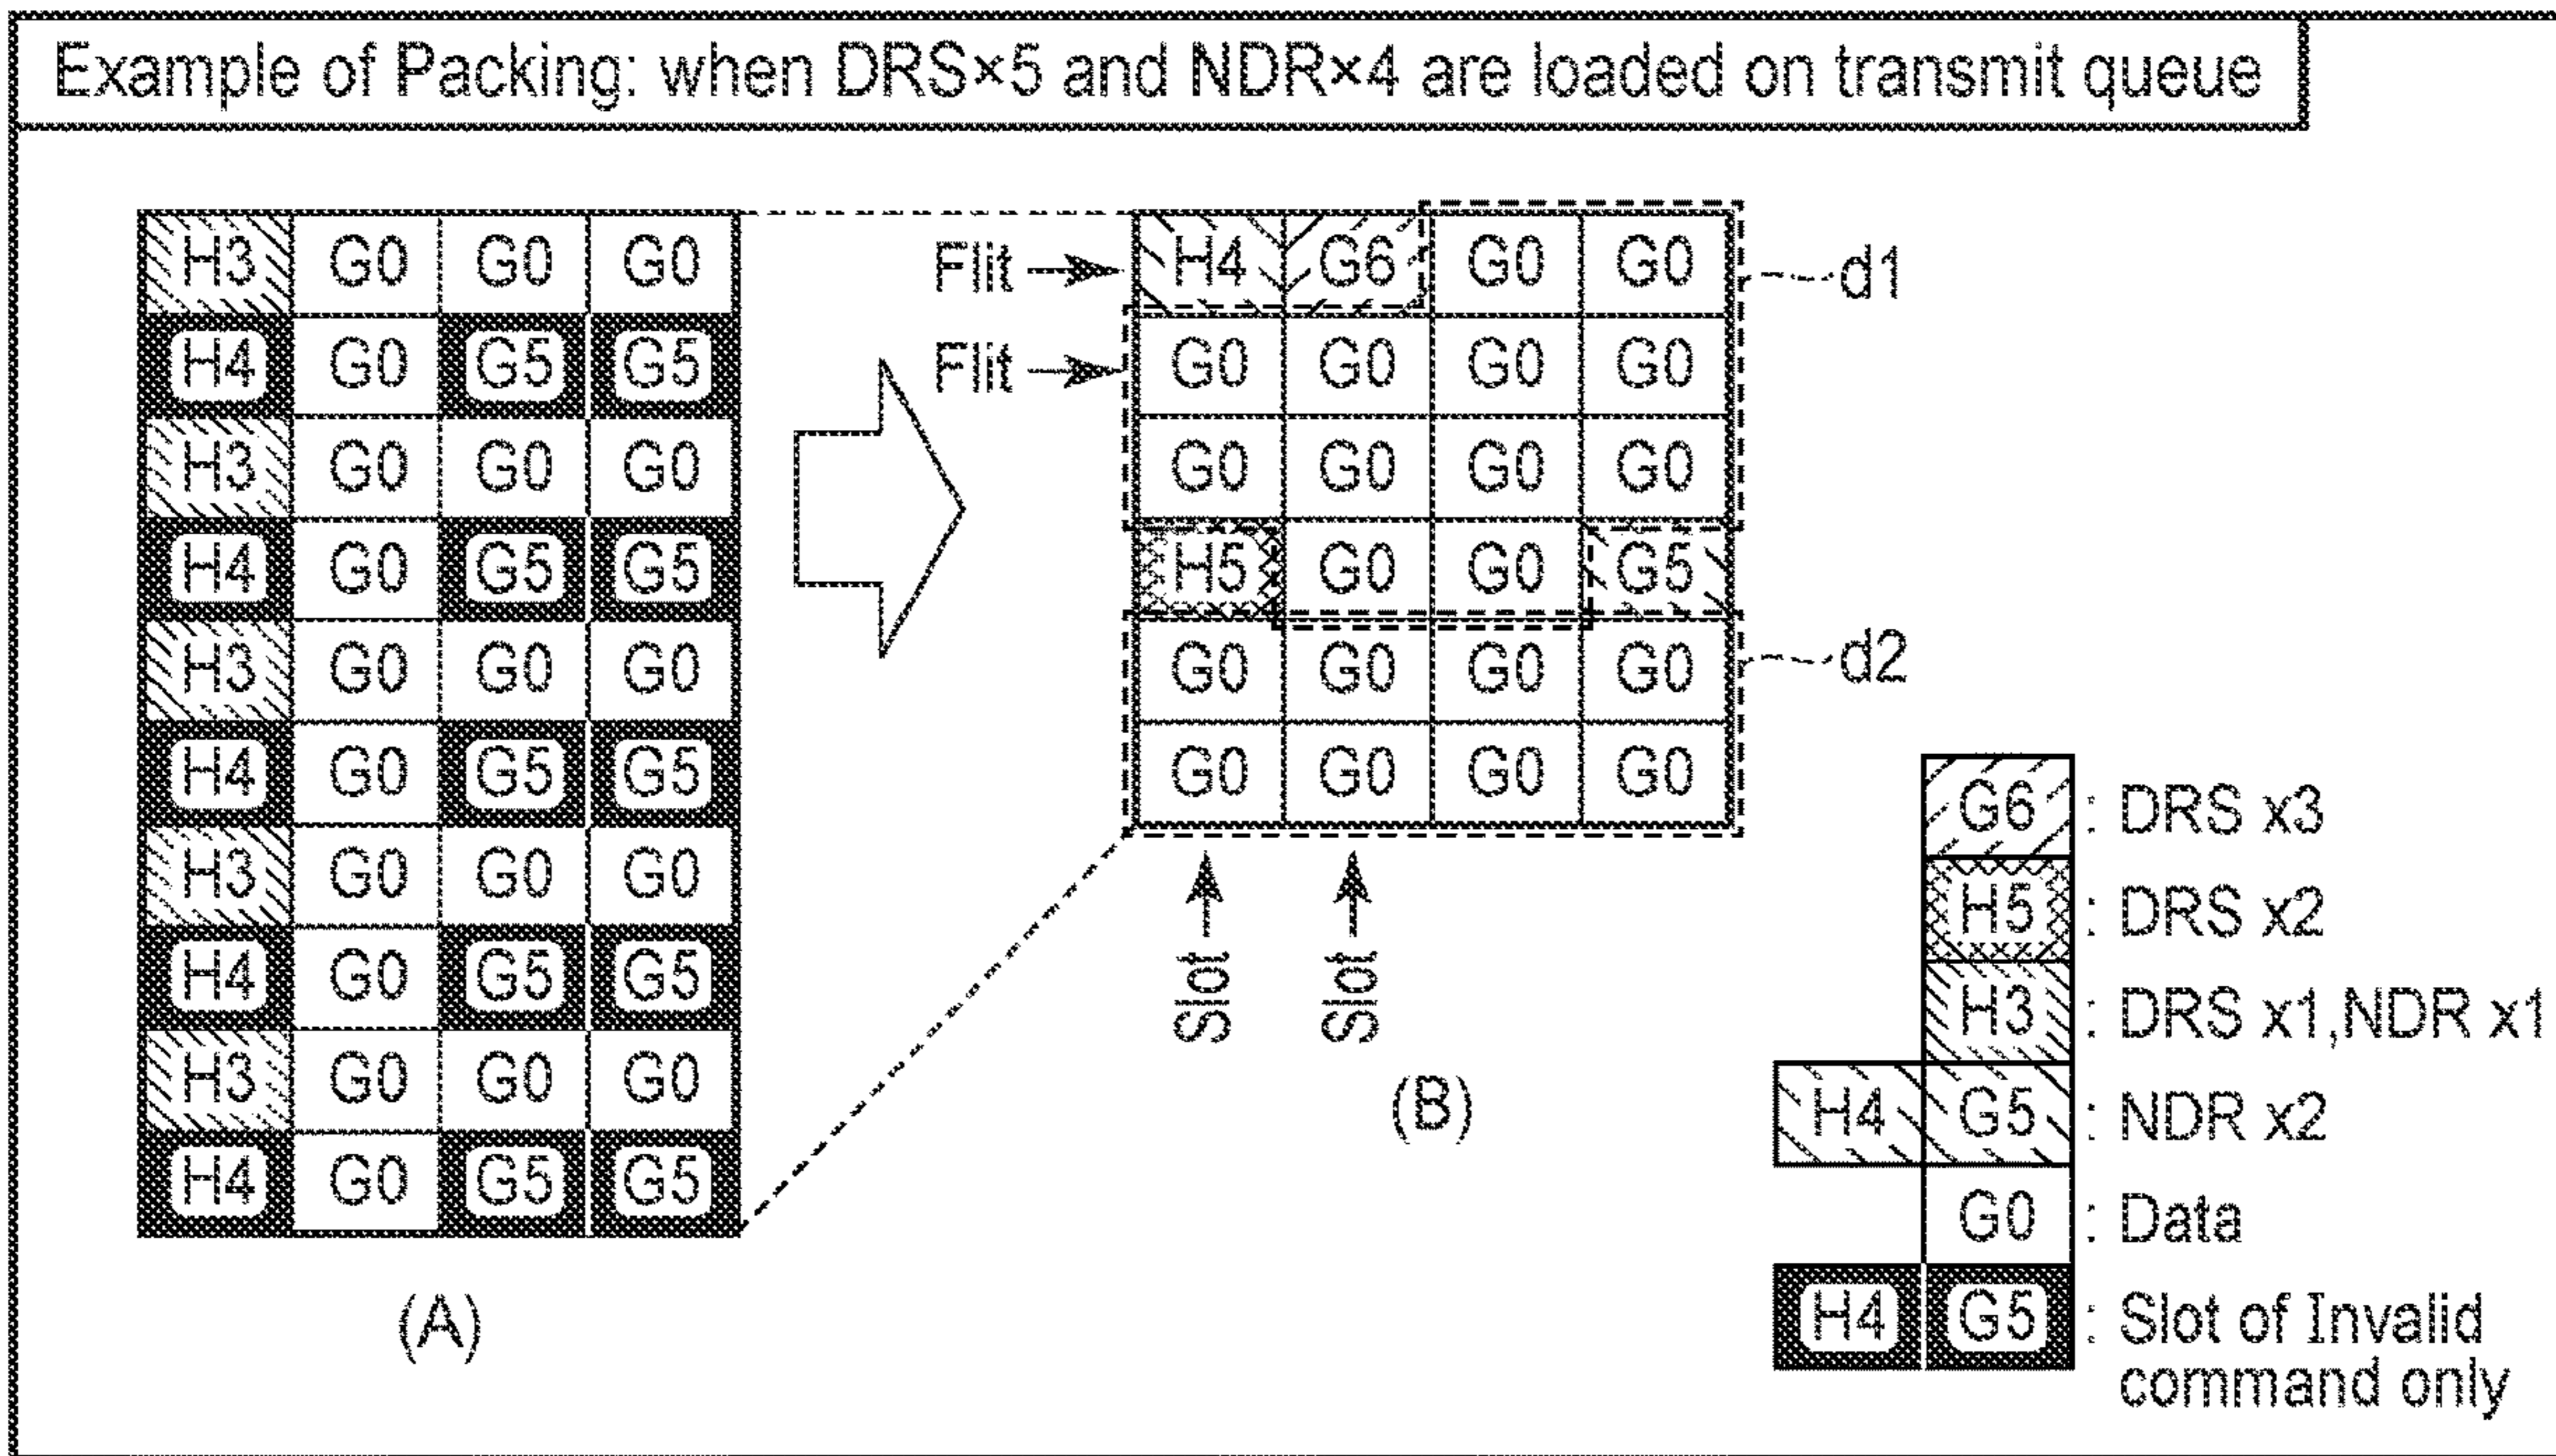 Example of Packing: when DRS×5 and NDR×4 are loaded on transmit queue
H3 G0 G0 G0
H4 G0 G5 G5
H3 G0 G0 G0
H4 G0 G5 G5
H3 G0 G0 G0
H4 G0 G5 G5
H3 G0 G0 G0
H4 G0 G5 G5
H3 G0 G0 G0
H4 G0 G5 G5
(A)
Flit H4 G6 G0 G0 d1
Flit G0 G0 G0 G0
G0 G0 G0 G0
H5 G0 G0 G5
G0 G0 G0 G0 d2
G0 G0 G0 G0
Slot Slot
(B)
G6 : DRS x3
H5 : DRS x2
H3 : DRS x1,NDR x1
H4 G5 : NDR x2
G0 : Data
H4 G5 : Slot of Invalid
command only